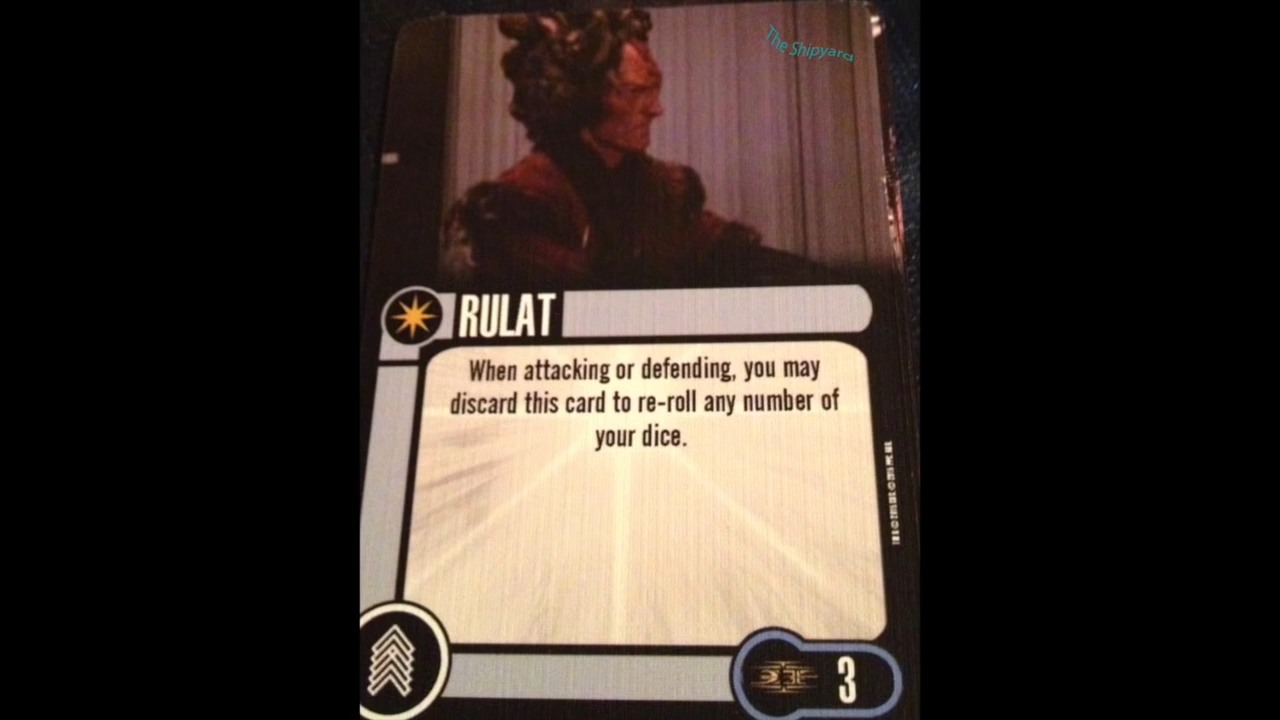 The Shipyard
RULAT
When attacking or defending, you may
discard this card to re-roll any number of
your dice.
3